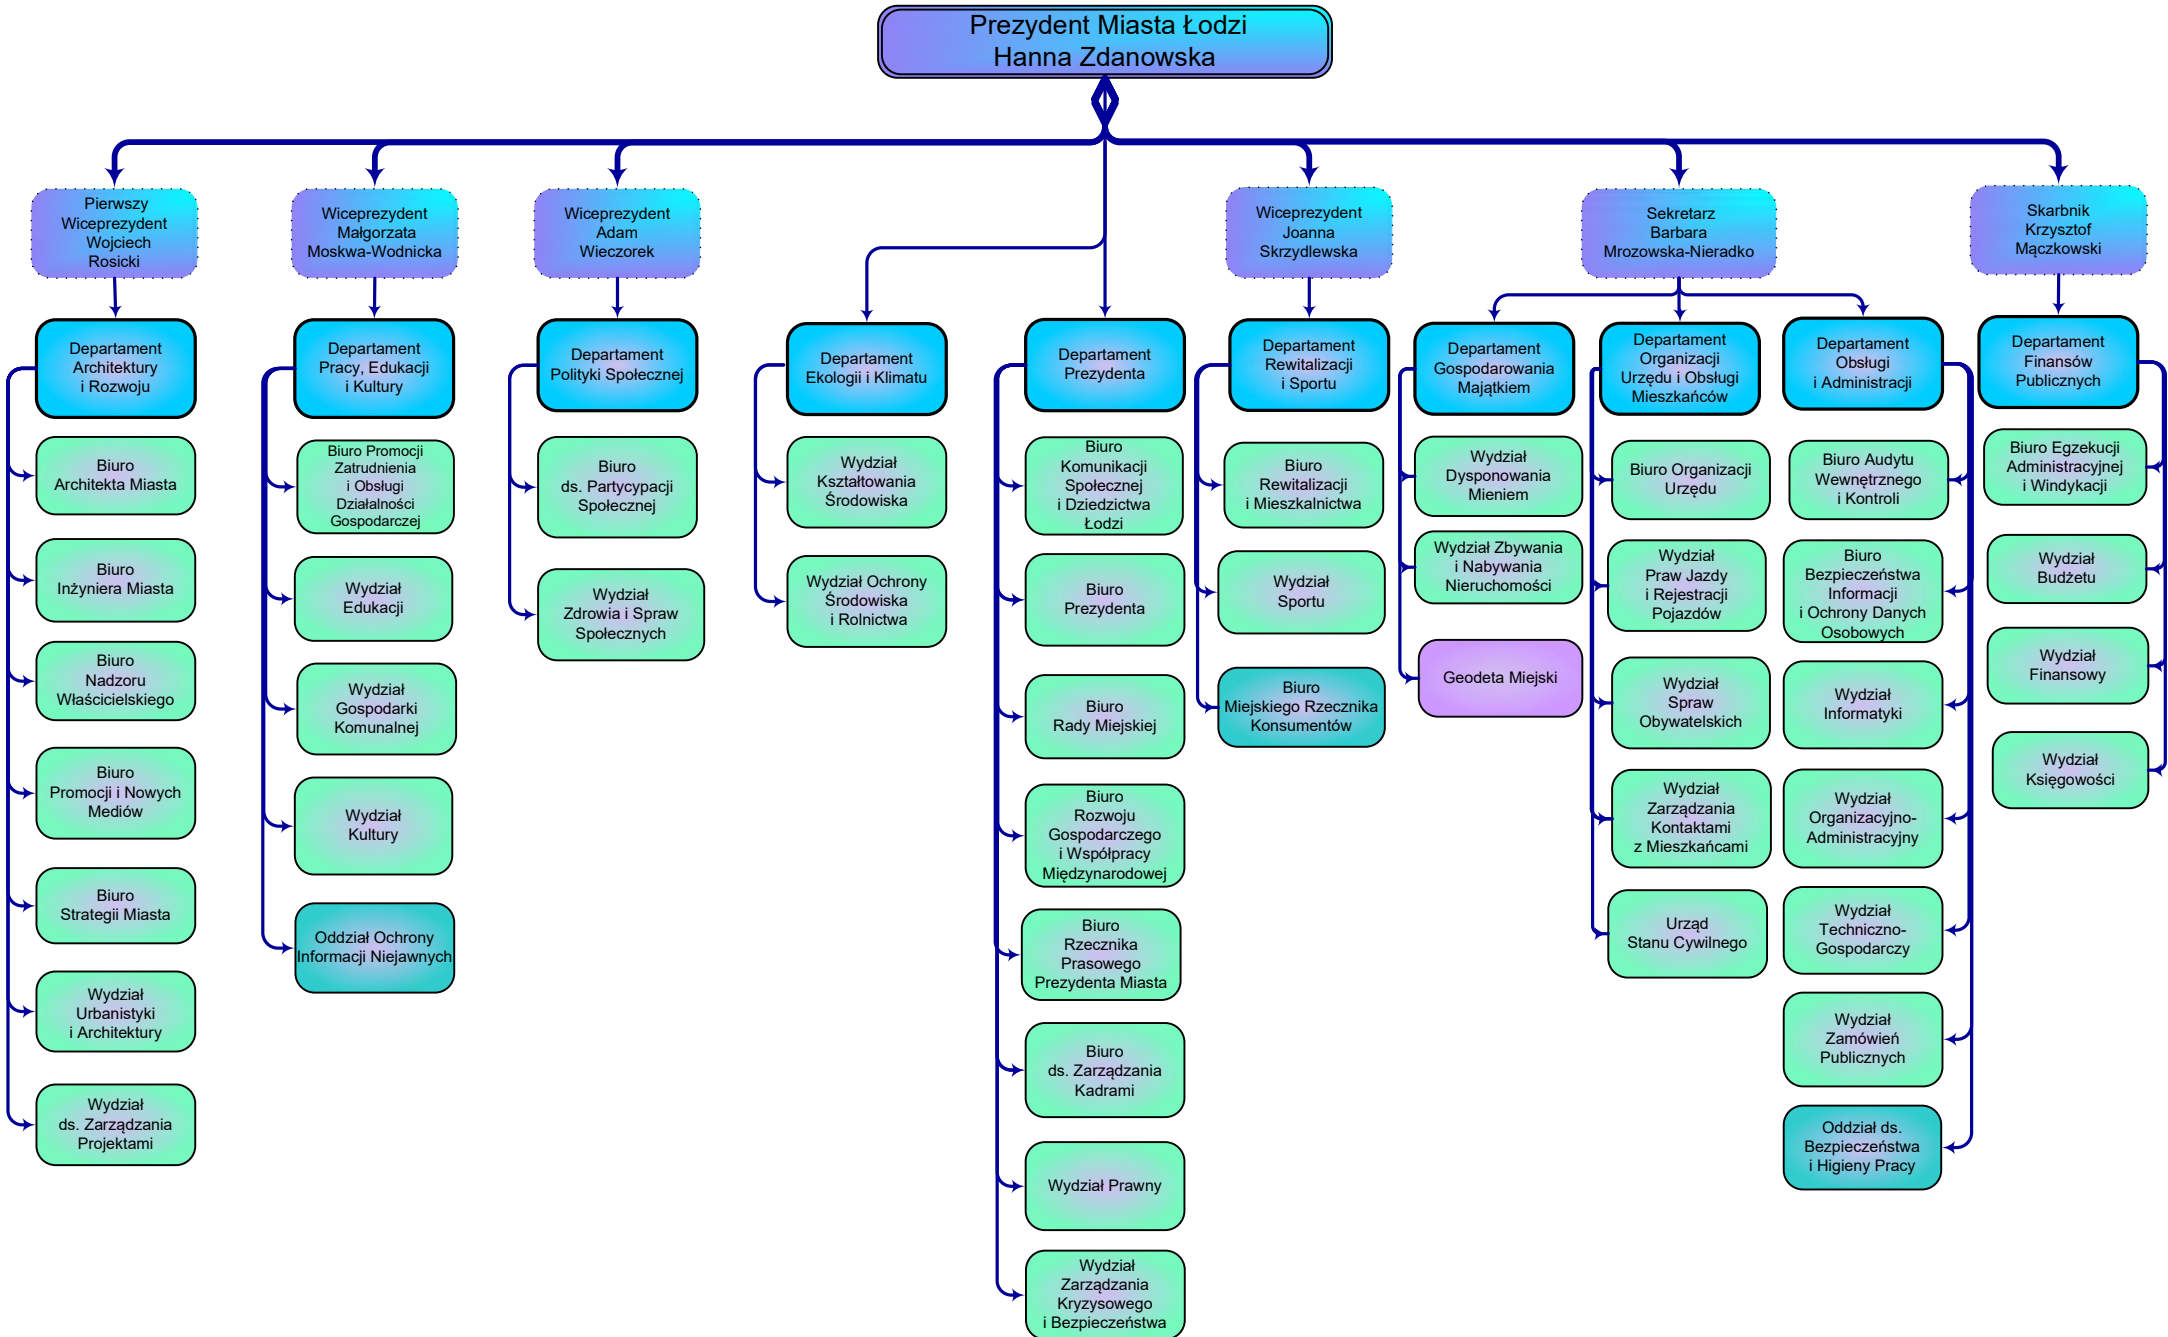 Prezydent Miasta Łodzi
Hanna Zdanowska
Pierwszy
Wiceprezydent
Wojciech
Rosicki
Wiceprezydent
Małgorzata
Moskwa-Wodnicka
Wiceprezydent
Adam
Wieczorek
Wiceprezydent
Joanna
Skrzydlewska
Sekretarz
Barbara
Mrozowska-Nieradko
Skarbnik
Krzysztof
Mączkowski
Departament
Architektury
i Rozwoju
Departament
Pracy, Edukacji
i Kultury
Departament
Polityki Społecznej
Departament
Ekologii i Klimatu
Departament
Prezydenta
Departament
Rewitalizacji
i Sportu
Departament
Gospodarowania
Majątkiem
Departament
Organizacji
Urzędu i Obsługi
Mieszkańców
Departament
Obsługi
i Administracji
Departament
Finansów
Publicznych
Biuro
Architekta Miasta
Biuro
Inżyniera Miasta
Biuro
Nadzoru
Właścicielskiego
Biuro
Promocji i Nowych
Mediów
Biuro
Strategii Miasta
Wydział
Urbanistyki
i Architektury
Wydział
ds. Zarządzania
Projektami
Biuro Promocji
Zatrudnienia
i Obsługi
Działalności
Gospodarczej
Wydział
Edukacji
Wydział
Gospodarki
Komunalnej
Wydział
Kultury
Oddział Ochrony
Informacji Niejawnych
Biuro
ds. Partycypacji
Społecznej
Wydział
Zdrowia i Spraw
Społecznych
Wydział
Kształtowania
Środowiska
Wydział Ochrony
Środowiska
i Rolnictwa
Biuro
Komunikacji
Społecznej
i Dziedzictwa
Łodzi
Biuro
Prezydenta
Biuro
Rady Miejskiej
Biuro
Rozwoju
Gospodarczego
i Współpracy
Międzynarodowej
Biuro
Rzecznika
Prasowego
Prezydenta Miasta
Biuro
ds. Zarządzania
Kadrami
Wydział Prawny
Wydział
Zarządzania
Kryzysowego
i Bezpieczeństwa
Biuro
Rewitalizacji
i Mieszkalnictwa
Wydział
Sportu
Biuro
Miejskiego Rzecznika
Konsumentów
Wydział
Dysponowania
Mieniem
Wydział Zbywania
i Nabywania
Nieruchomości
Geodeta Miejski
Biuro Organizacji
Urzędu
Wydział
Praw Jazdy
i Rejestracji
Pojazdów
Wydział
Spraw
Obywatelskich
Wydział
Zarządzania
Kontaktami
z Mieszkańcami
Urząd
Stanu Cywilnego
Biuro Audytu
Wewnętrznego
i Kontroli
Biuro
Bezpieczeństwa
Informacji
i Ochrony Danych
Osobowych
Wydział
Informatyki
Wydział
Organizacyjno-
Administracyjny
Wydział
Techniczno-
Gospodarczy
Wydział
Zamówień
Publicznych
Oddział ds.
Bezpieczeństwa
i Higieny Pracy
Biuro Egzekucji
Administracyjnej
i Windykacji
Wydział
Budżetu
Wydział
Finansowy
Wydział
Księgowości